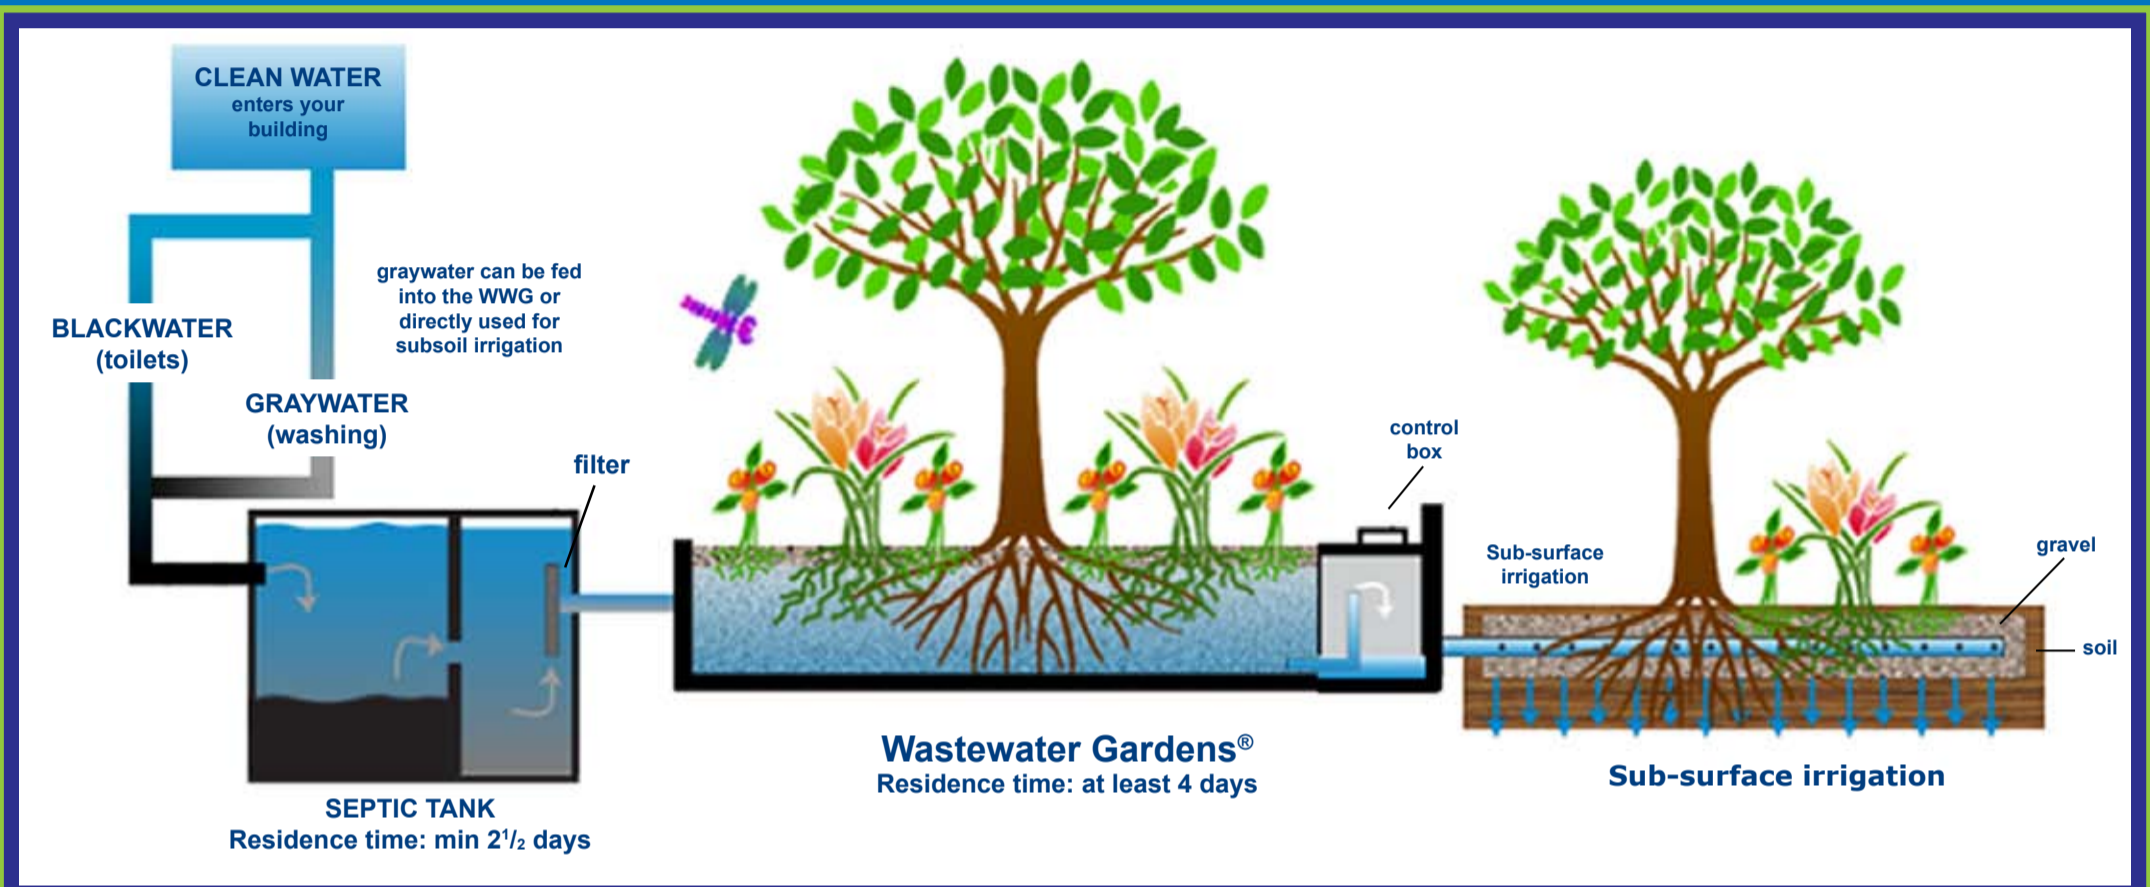 CLEAN WATER
enters your
building
BLACKWATER
(toilets)
graywater can be fed
into the WWG or
directly used for
subsoil irrigation
GRAYWATER
(washing)
filter
SEPTIC TANK
Residence time: min 2¹/₂ days
Wastewater Gardens®
Residence time: at least 4 days
control
box
Sub-surface
irrigation
gravel
soil
Sub-surface irrigation